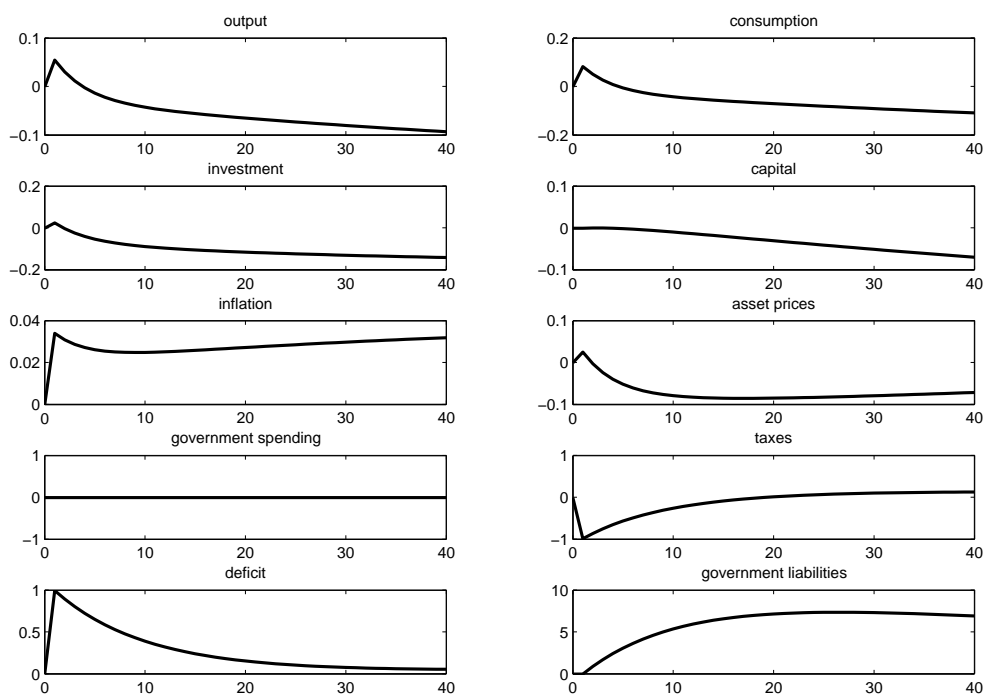 output
0.1
0
−0.1
0 10 20 30 40
consumption
0.2
0
−0.2
0 10 20 30 40
investment
0.2
0
−0.2
0 10 20 30 40
capital
0.1
0
−0.1
0 10 20 30 40
inflation
0.04
0.02
0
0 10 20 30 40
asset prices
0.1
0
−0.1
0 10 20 30 40
government spending
1
0
−1
0 10 20 30 40
taxes
1
0
−1
0 10 20 30 40
deficit
1
0.5
0
0 10 20 30 40
government liabilities
10
5
0
0 10 20 30 40